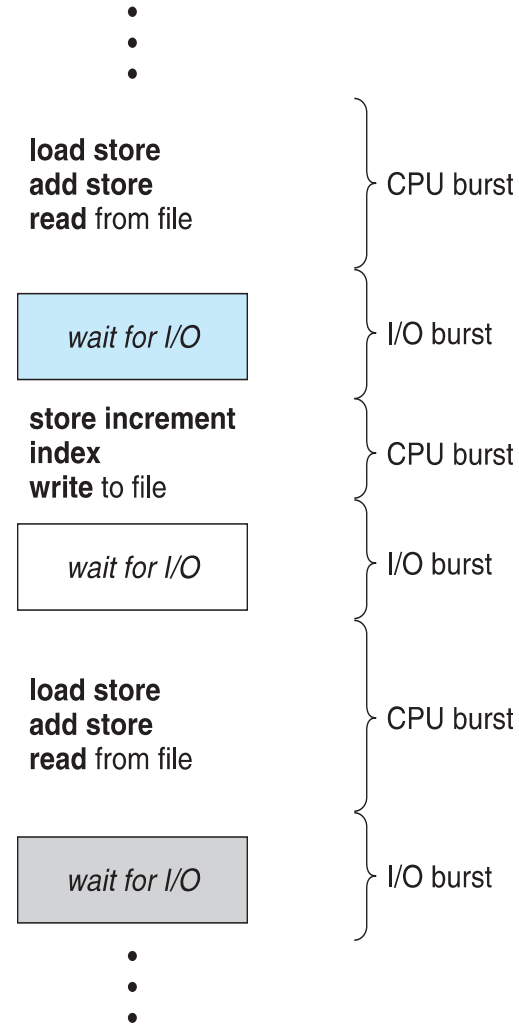 load store
add store
read from file
CPU burst
wait for I/O
I/O burst
store increment
index
write to file
CPU burst
wait for I/O
I/O burst
load store
add store
read from file
CPU burst
wait for I/O
I/O burst